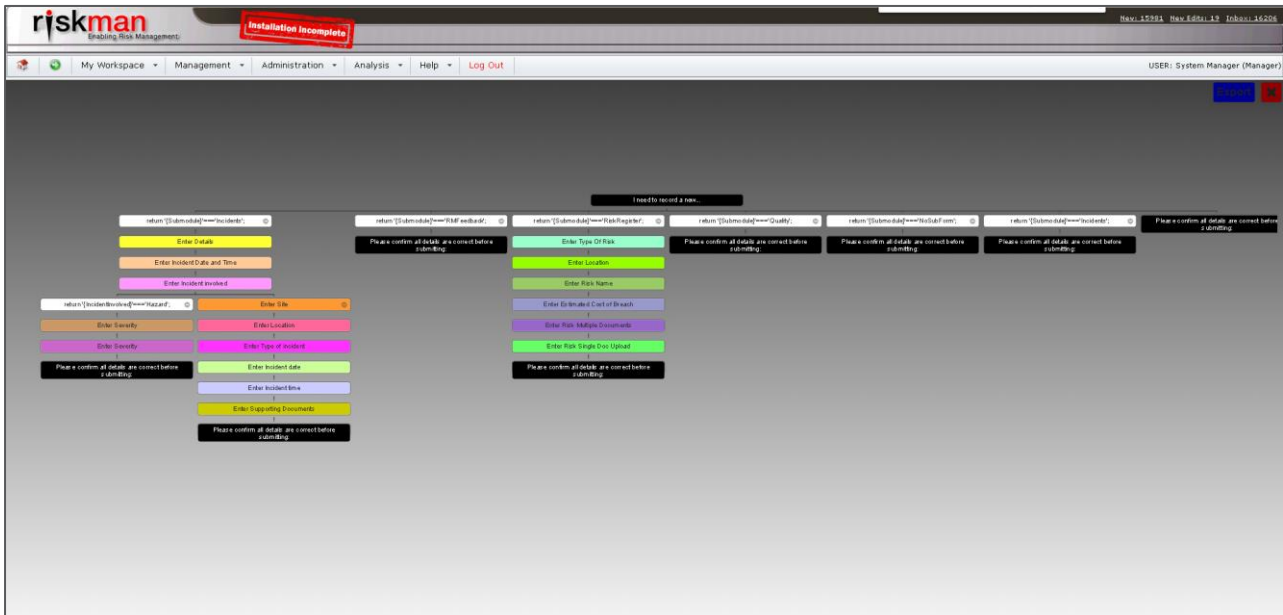 New: 15981 New Edits: 19 Inbox: 16206
riskman
Enabling Risk Management
Installation Incomplete
My Workspace Management Administration Analysis Help Log Out
USER: System Manager (Manager)
Export
I need to record a new...
return '{Submodule}'==='Incidents';
return '{Submodule}'==='RMFeedback';
return '{Submodule}'==='RiskRegister';
return '{Submodule}'==='Quality';
return '{Submodule}'==='NoSubForm';
return '{Submodule}'==='Incidents';
Please confirm all details are correct before
submitting:
Enter Details
Please confirm all details are correct before
submitting:
Enter Type Of Risk
Please confirm all details are correct before
submitting:
Please confirm all details are correct before
submitting:
Please confirm all details are correct before
submitting:
Enter Incident Date and Time
Enter Location
Enter Incident involved
Enter Risk Name
return '{IncidentInvolved}'==='Hazard';
Enter Site
Enter Estimated Cost of Breach
Enter Severity
Enter Location
Enter Risk Multiple Documents
Enter Severity
Enter Type of incident
Enter Risk Single Doc Upload
Please confirm all details are correct before
submitting:
Enter Incident date
Please confirm all details are correct before
submitting:
Enter Incident time
Enter Supporting Documents
Please confirm all details are correct before
submitting: